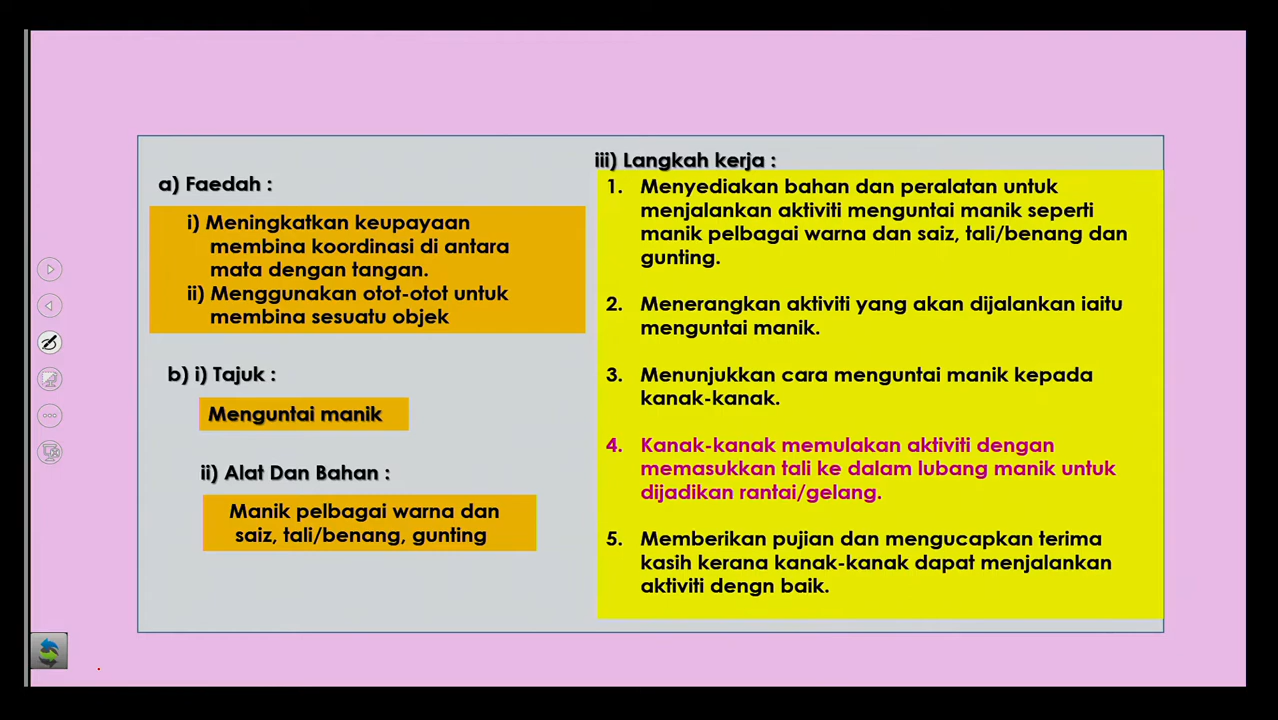 a) Faedah :
i) Meningkatkan keupayaan
membina koordinasi di antara
mata dengan tangan.
ii) Menggunakan otot-otot untuk
membina sesuatu objek
b) i) Tajuk :
Menguntai manik
ii) Alat Dan Bahan :
Manik pelbagai warna dan
saiz, tali/benang, gunting
iii) Langkah kerja :
1. Menyediakan bahan dan peralatan untuk
menjalankan aktiviti menguntai manik seperti
manik pelbagai warna dan saiz, tali/benang dan
gunting.
2. Menerangkan aktiviti yang akan dijalankan iaitu
menguntai manik.
3. Menunjukkan cara menguntai manik kepada
kanak-kanak.
4. Kanak-kanak memulakan aktiviti dengan
memasukkan tali ke dalam lubang manik untuk
dijadikan rantai/gelang.
5. Memberikan pujian dan mengucapkan terima
kasih kerana kanak-kanak dapat menjalankan
aktiviti dengn baik.